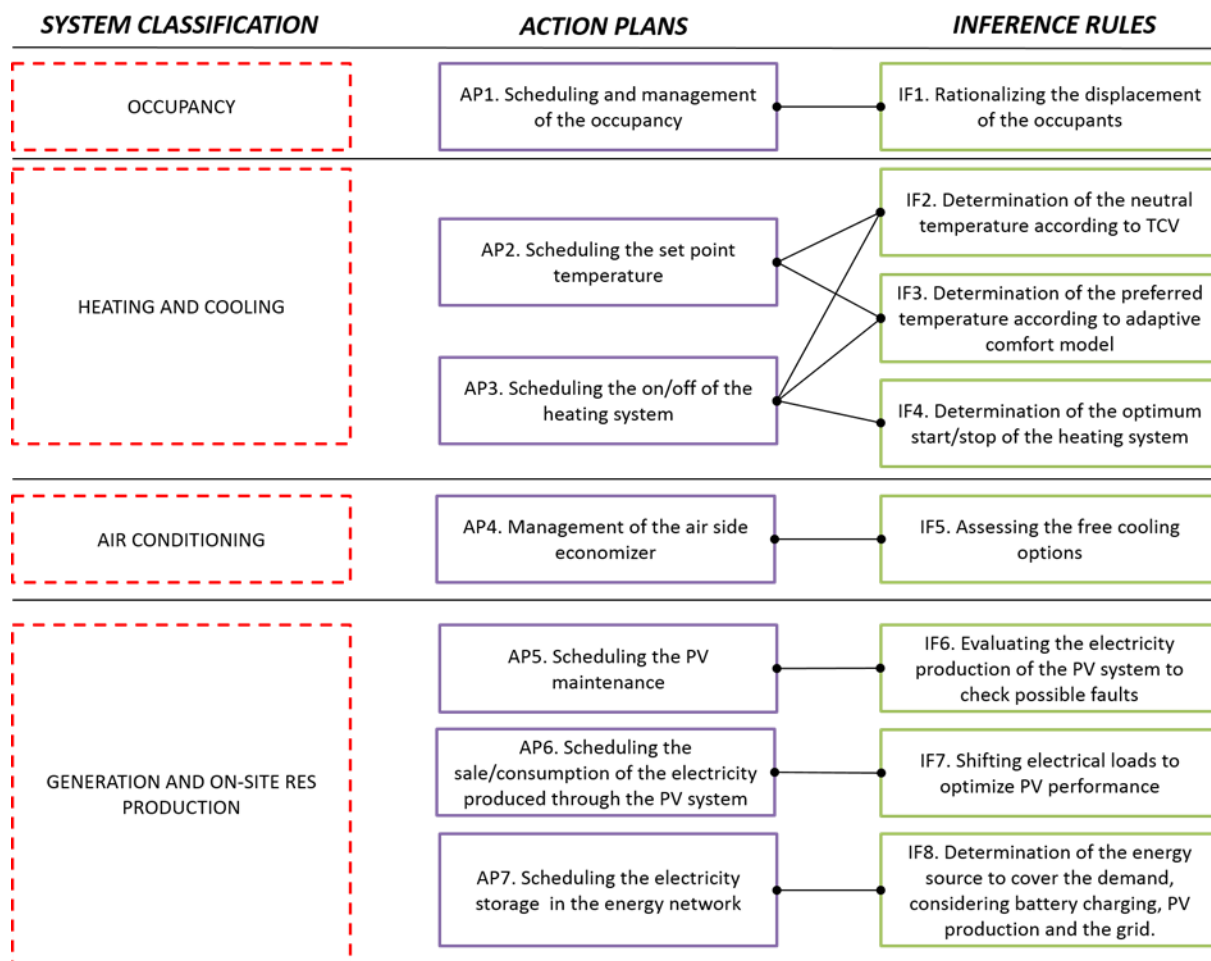 SYSTEM CLASSIFICATION
ACTION PLANS
INFERENCE RULES
OCCUPANCY
AP1. Scheduling and management
of the occupancy
IF1. Rationalizing the displacement
of the occupants
HEATING AND COOLING
AP2. Scheduling the set point
temperature
AP3. Scheduling the on/off of the
heating system
IF2. Determination of the neutral
temperature according to TCV
IF3. Determination of the preferred
temperature according to adaptive
comfort model
IF4. Determination of the optimum
start/stop of the heating system
AIR CONDITIONING
AP4. Management of the air side
economizer
IF5. Assessing the free cooling
options
GENERATION AND ON-SITE RES
PRODUCTION
AP5. Scheduling the PV
maintenance
IF6. Evaluating the electricity
production of the PV system to
check possible faults
AP6. Scheduling the
sale/consumption of the electricity
produced through the PV system
IF7. Shifting electrical loads to
optimize PV performance
AP7. Scheduling the electricity
storage in the energy network
IF8. Determination of the energy
source to cover the demand,
considering battery charging, PV
production and the grid.